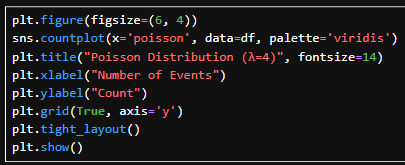 plt.figure(figsize=(6, 4))
sns.countplot(x='poisson', data=df, palette='viridis')
plt.title("Poisson Distribution (λ=4)", fontsize=14)
plt.xlabel("Number of Events")
plt.ylabel("Count")
plt.grid(True, axis='y')
plt.tight_layout()
plt.show()